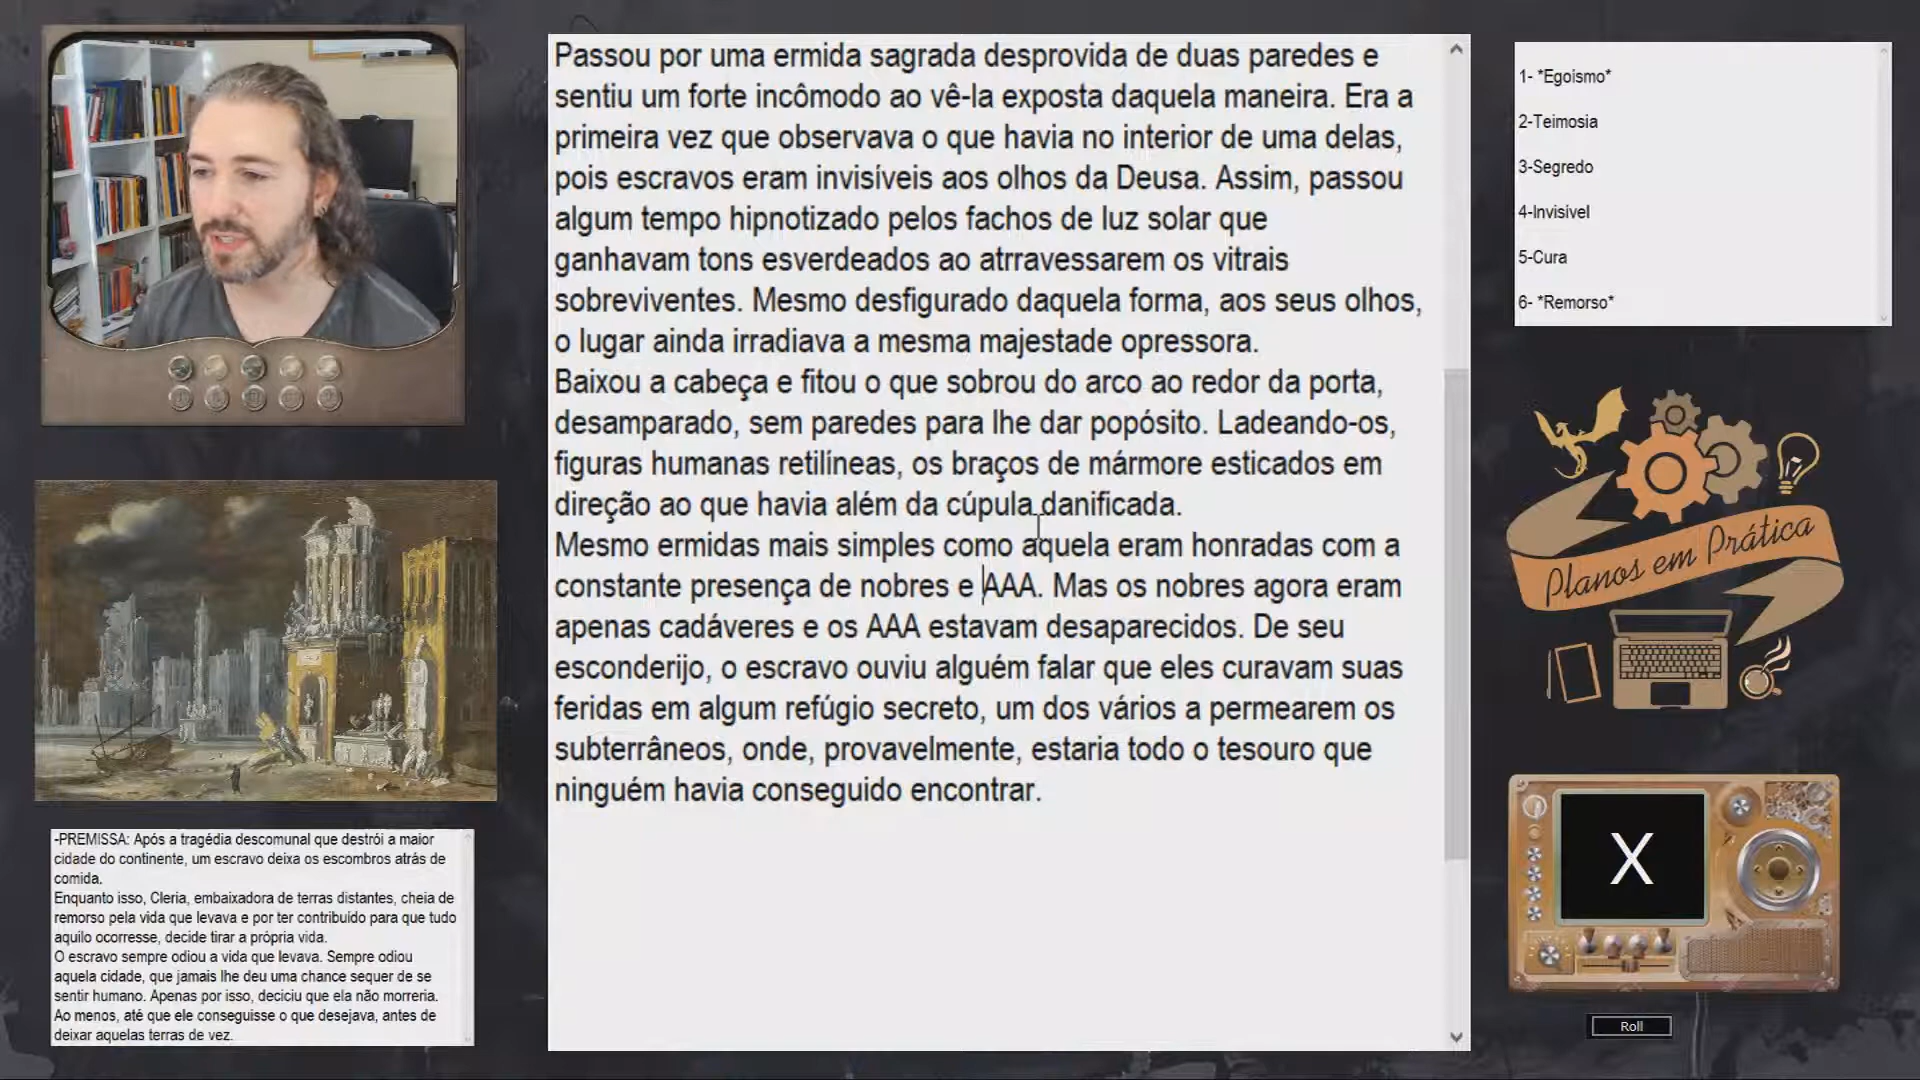 Passou por uma ermida sagrada desprovida de duas paredes e
sentiu um forte incômodo ao vê-la exposta daquela maneira. Era a
primeira vez que observava o que havia no interior de uma delas,
pois escravos eram invisíveis aos olhos da Deusa. Assim, passou
algum tempo hipnotizado pelos fachos de luz solar que
ganhavam tons esverdeados ao atrravessarem os vitrais
sobreviventes. Mesmo desfigurado daquela forma, aos seus olhos,
o lugar ainda irradiava a mesma majestade opressora.
Baixou a cabeça e fitou o que sobrou do arco ao redor da porta,
desamparado, sem paredes para lhe dar popósito. Ladeando-os,
figuras humanas retilíneas, os braços de mármore esticados em
direção ao que havia além da cúpula danificada.
Mesmo ermidas mais simples como aquela eram honradas com a
constante presença de nobres e AAA. Mas os nobres agora eram
apenas cadáveres e os AAA estavam desaparecidos. De seu
esconderijo, o escravo ouviu alguém falar que eles curavam suas
feridas em algum refúgio secreto, um dos vários a permearem os
subterrâneos, onde, provavelmente, estaria todo o tesouro que
ninguém havia conseguido encontrar.
1- *Egoismo*
2-Teimosia
3-Segredo
4-Invisivel
5-Cura
6- *Remorso*
Planos em Prática
-PREMISSA: Após a tragédia descomunal que destrói a maior
cidade do continente, um escravo deixa os escombros atrás de
comida.
Enquanto isso, Cleria, embaixadora de terras distantes, cheia de
remorso pela vida que levava e por ter contribuído para que tudo
aquilo ocorresse, decide tirar a própria vida.
O escravo sempre odiou a vida que levava. Sempre odiou
aquela cidade, que jamais lhe deu uma chance sequer de se
sentir humano. Apenas por isso, deciciu que ela não morreria.
Ao menos, até que ele conseguisse o que desejava, antes de
deixar aquelas terras de vez.
X
Roll